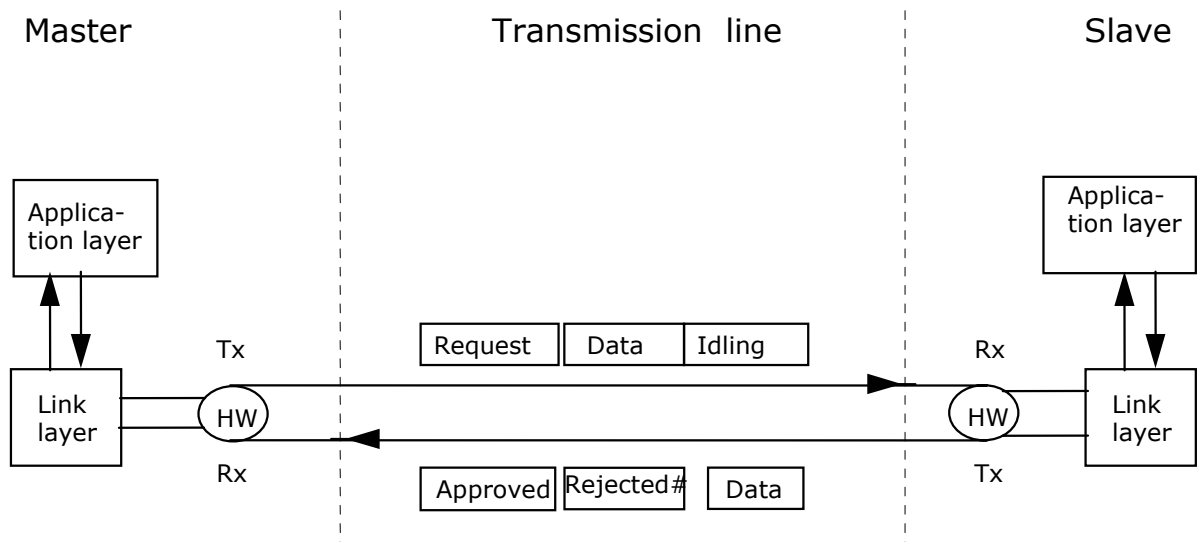 Master
Transmission line
Slave
Applica-
tion layer
Applica-
tion layer
Tx
Request
Data
Idling
Rx
Link
layer
HW
HW
Link
layer
Rx
Approved
Rejected#
Data
Tx